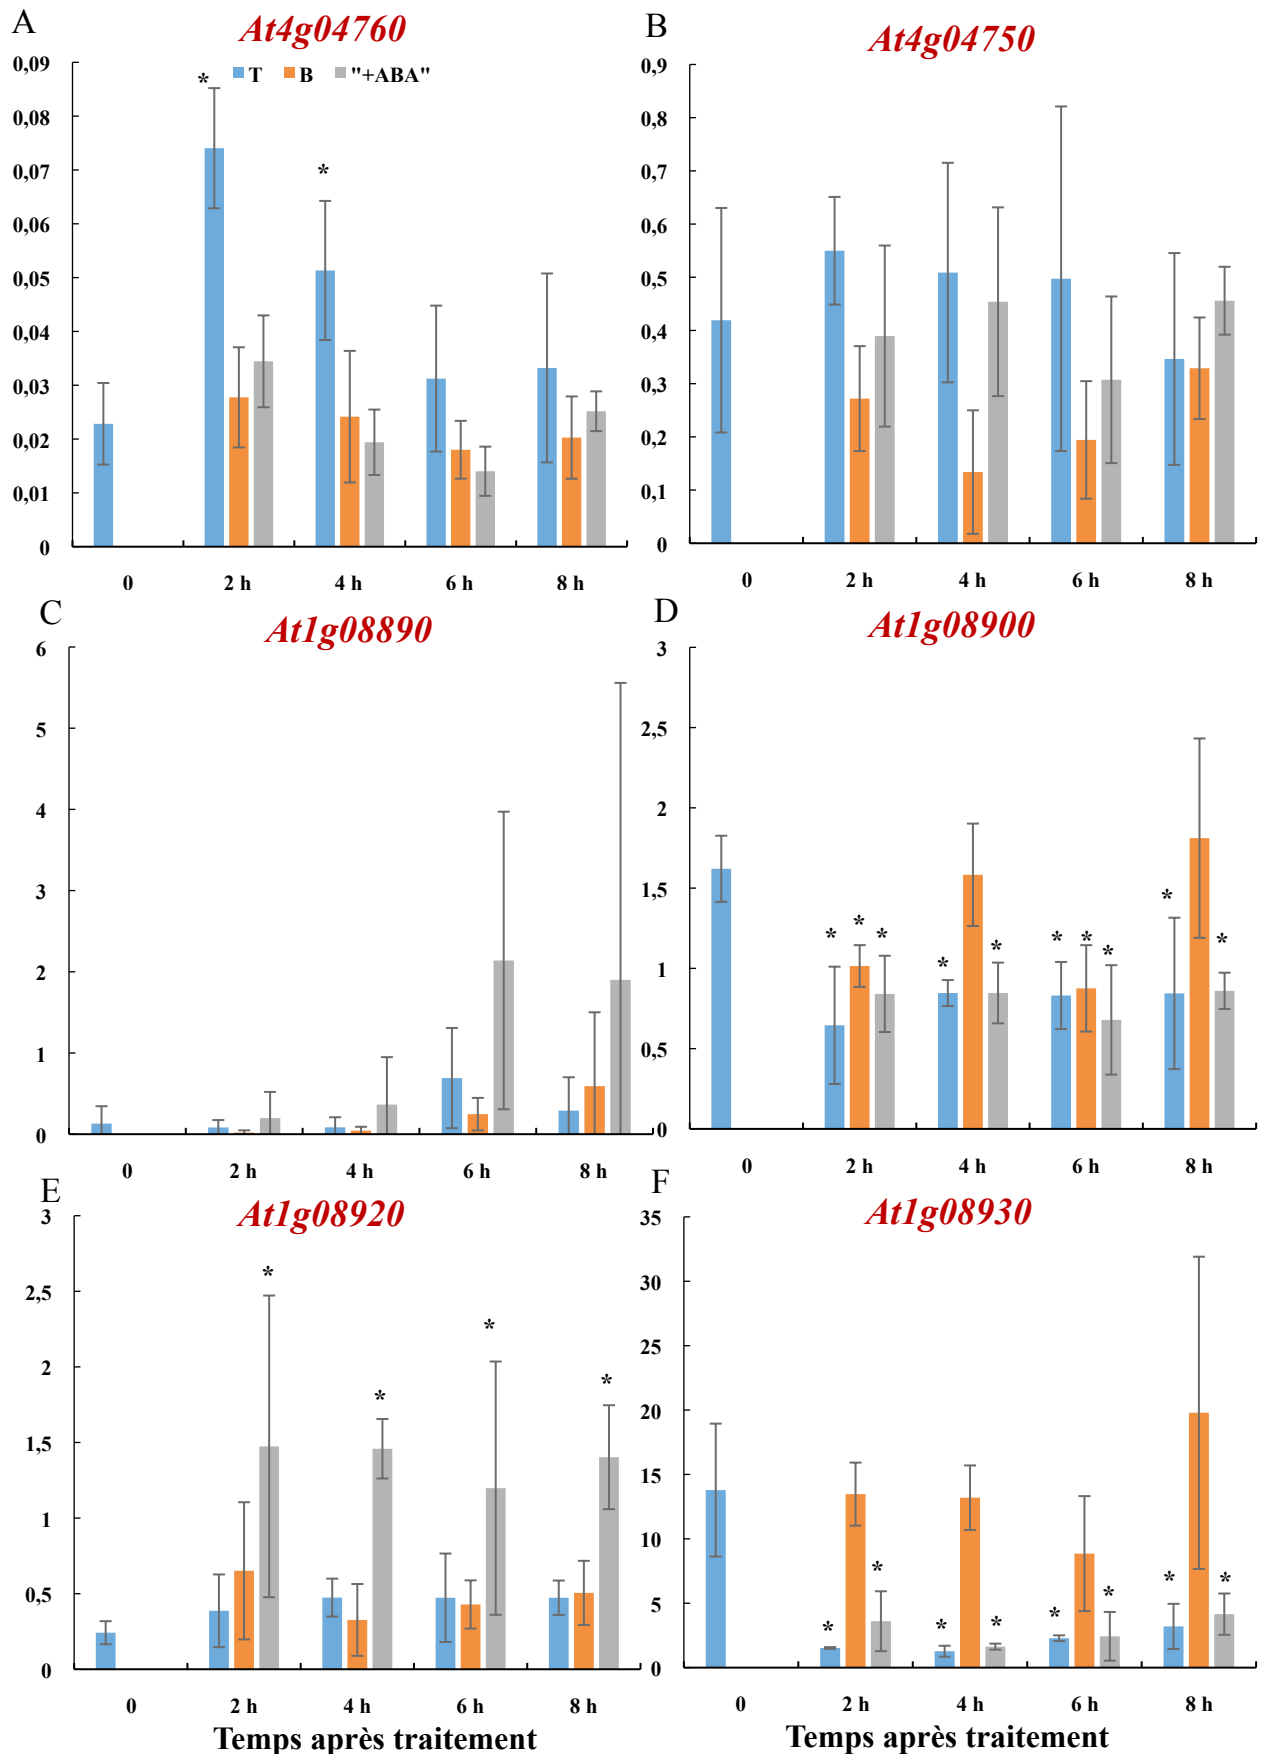 A
At4g04760
T B "+ABA"
0,09
0,08
0,07
0,06
0,05
0,04
0,03
0,02
0,01
0
* *
0 2 h 4 h 6 h 8 h
B
At4g04750
0,9
0,8
0,7
0,6
0,5
0,4
0,3
0,2
0,1
0
0 2 h 4 h 6 h 8 h
C
At1g08890
6
5
4
3
2
1
0
0 2 h 4 h 6 h 8 h
D
At1g08900
3
2,5
2
1,5
1
0,5
0
* * * * * * * * * *
0 2 h 4 h 6 h 8 h
E
At1g08920
3
2,5
2
1,5
1
0,5
0
* * * *
0 2 h 4 h 6 h 8 h
Temps après traitement
F
At1g08930
35
30
25
20
15
10
5
0
* * * * * * * *
0 2 h 4 h 6 h 8 h
Temps après traitement